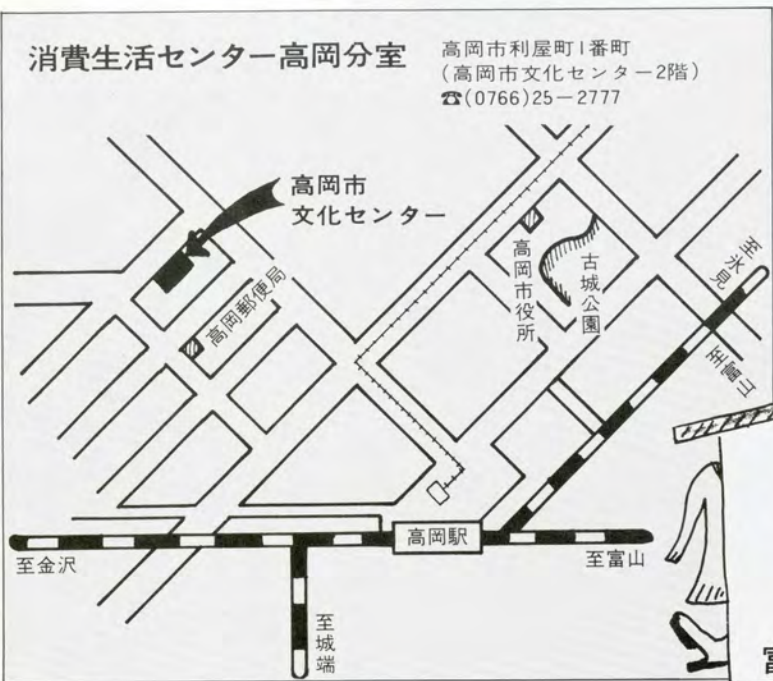 消費生活センター高岡分室
高岡市利屋町1番町
(高岡市文化センター2階)
☎(0766)25-2777
高岡市
文化センター
高岡郵便局
高岡市役所
古城公園
至氷見
至富山
高岡駅
至金沢
至富山
至城端